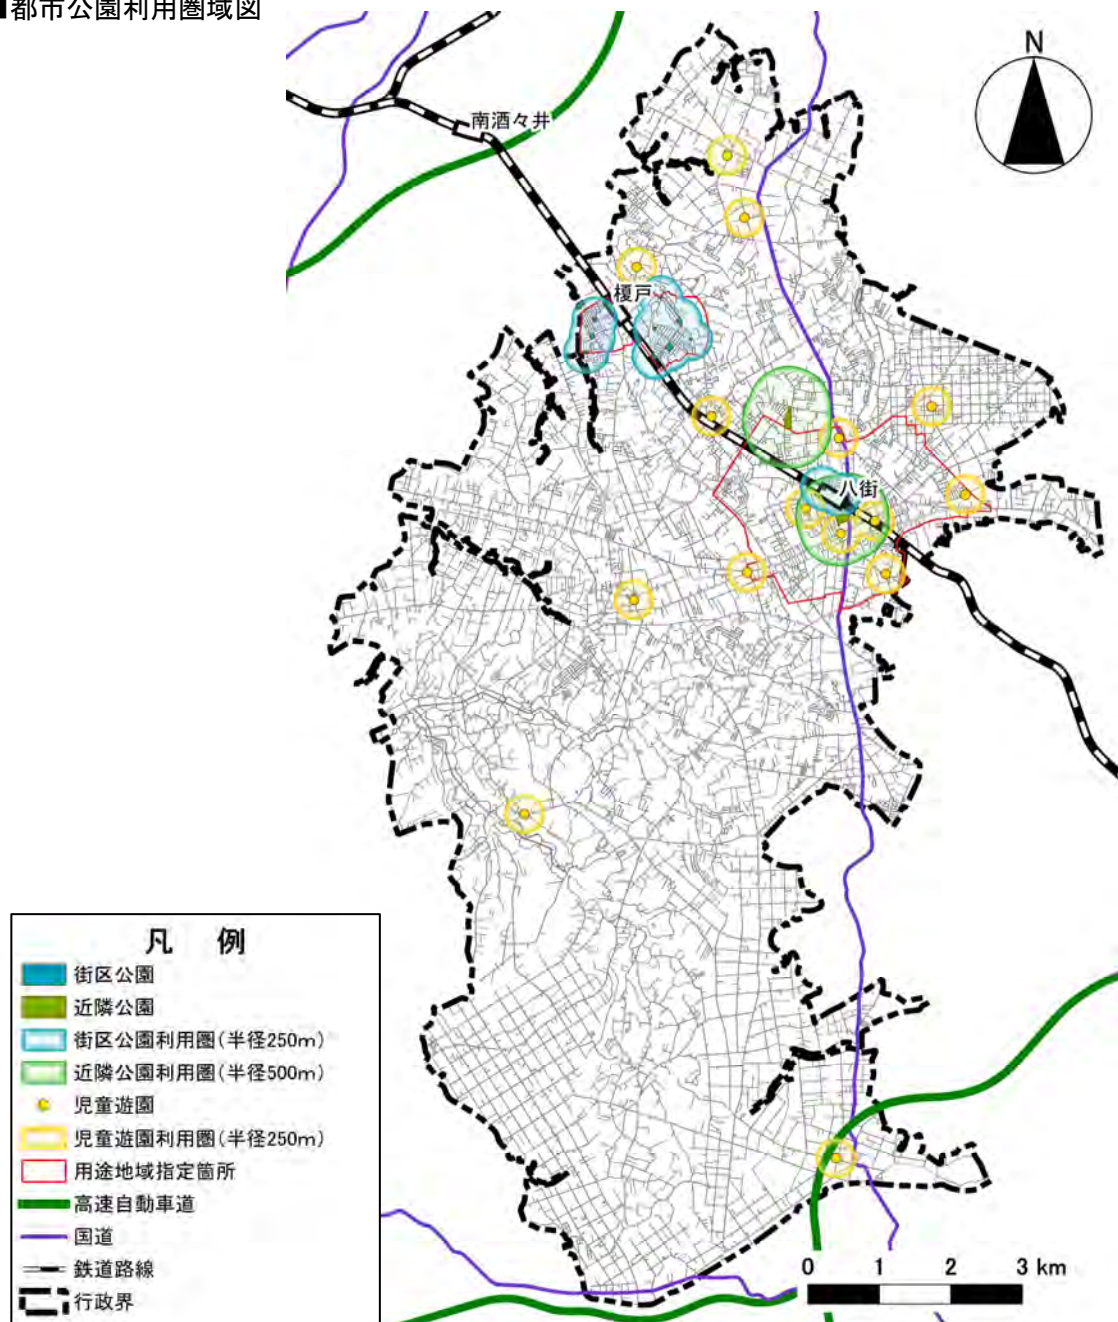 ■都市公園利用圏域図
N
南酒々井
榎戸
八街
凡 例
街区公園
近隣公園
街区公園利用圏(半径250m)
近隣公園利用圏(半径500m)
児童遊園
児童遊園利用圏(半径250m)
用途地域指定箇所
高速自動車道
国道
鉄道路線
行政界
0 1 2 3 km